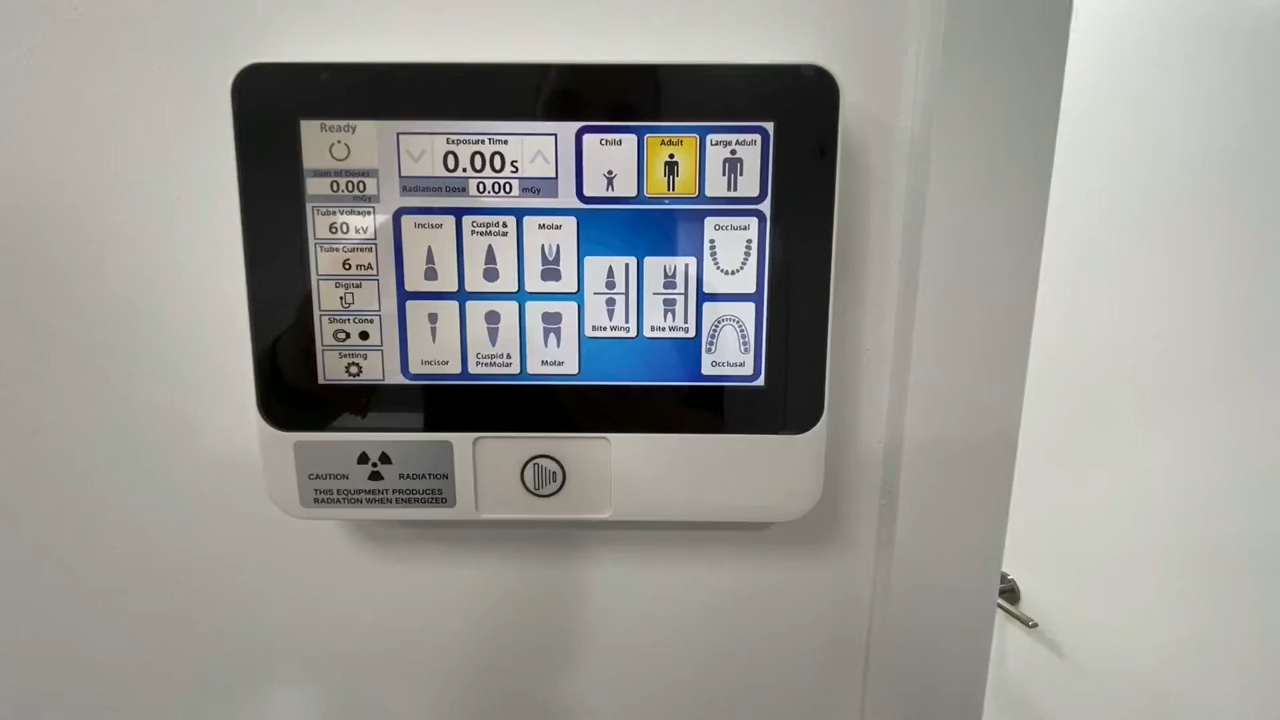 Ready
Sum of Doses
0.00
mGy
Tube Voltage
60 kV
Tube Current
6 mA
Digital
Short Cone
Setting
Exposure Time
0.00s
Radiation Dose 0.00 mGy
Child
Adult
Large Adult
Incisor
Cuspid &
PreMolar
Molar
Occlusal
Bite Wing
Bite Wing
Incisor
Cuspid &
PreMolar
Molar
Occlusal
CAUTION RADIATION
THIS EQUIPMENT PRODUCES
RADIATION WHEN ENERGIZED